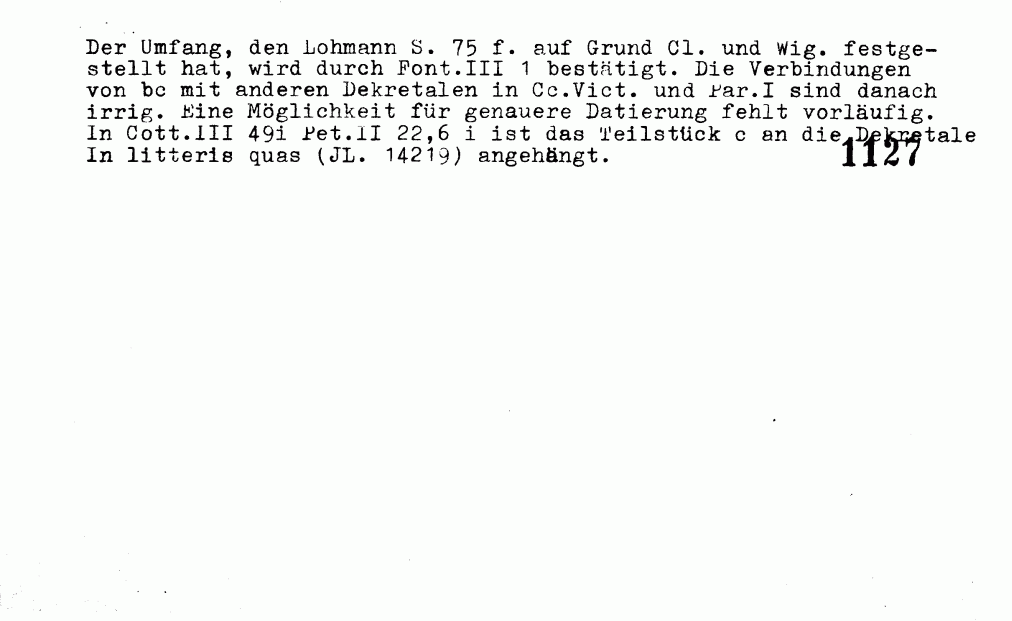 Der Umfang, den Lohmann S. 75 f. auf Grund Cl. und Wig. festge-
stellt hat, wird durch Font.III 1 bestätigt. Die Verbindungen
von bc mit anderen Dekretalen in Cc.Vict. und Par.I sind danach
irrig. Eine Möglichkeit für genauere Datierung fehlt vorläufig.
In Cott.III 49i Pet.II 22,6 i ist das Teilstück c an die Dekretale
In litteris quas (JL. 14219) angehängt.
1127